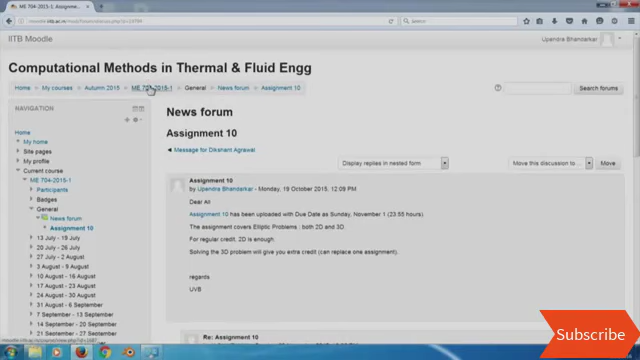 ME 704-2015-1: Assignment 1...
IITB Moodle
Upendra Bhandarkar
Computational Methods in Thermal & Fluid Engg
Home
My courses
Autumn 2015
ME 704-2015-1
General
News forum
Assignment 10
Search forums
NAVIGATION
Home
My home
Site pages
My profile
Current course
ME 704-2015-1
Participants
Badges
General
News forum
Assignment 10
13 July - 19 July
20 July - 26 July
27 July - 2 August
3 August - 9 August
10 August - 16 August
17 August - 23 August
24 August - 30 August
31 August - 6 September
7 September - 13 September
14 September - 20 September
News forum
Assignment 10
Message for Dikshant Agrawal
Display replies in nested form
Move this discussion to ...
Move
Assignment 10
by Upendra Bhandarkar - Monday, 19 October 2015, 12:09 PM
Dear All
Assignment 10 has been uploaded with Due Date as Sunday, November 1 (23.55 hours).
The assignment covers Elliptic Problems : both 2D and 3D.
For regular credit, 2D is enough
Solving the 3D problem will give you extra credit (can replace one assignment).
regards
UVB
Re: Assignment 10
Subscribe